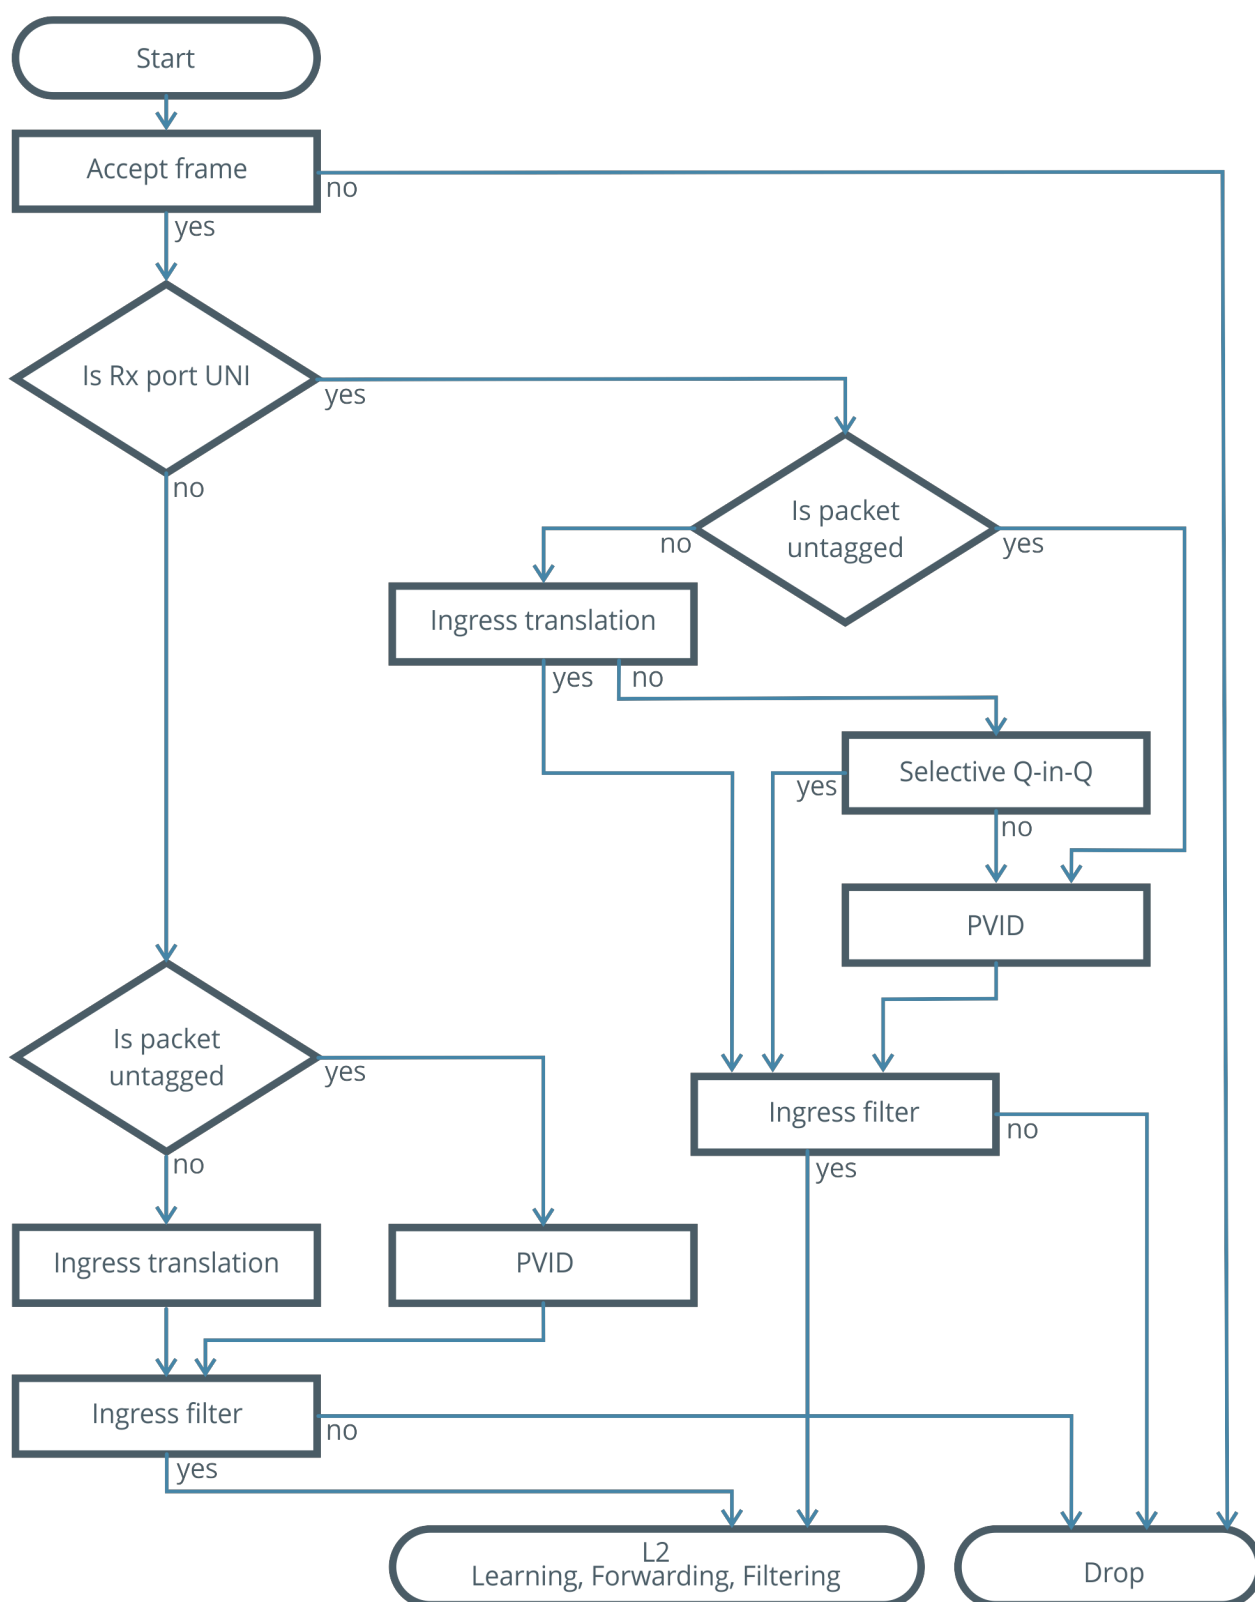 Start
Accept frame
no
yes
Is Rx port UNI
yes
no
Is packet
untagged
no
yes
Ingress translation
yes
no
Selective Q-in-Q
yes
no
PVID
Is packet
untagged
yes
no
Ingress filter
no
yes
Ingress translation
PVID
Ingress filter
no
yes
L2
Learning, Forwarding, Filtering
Drop